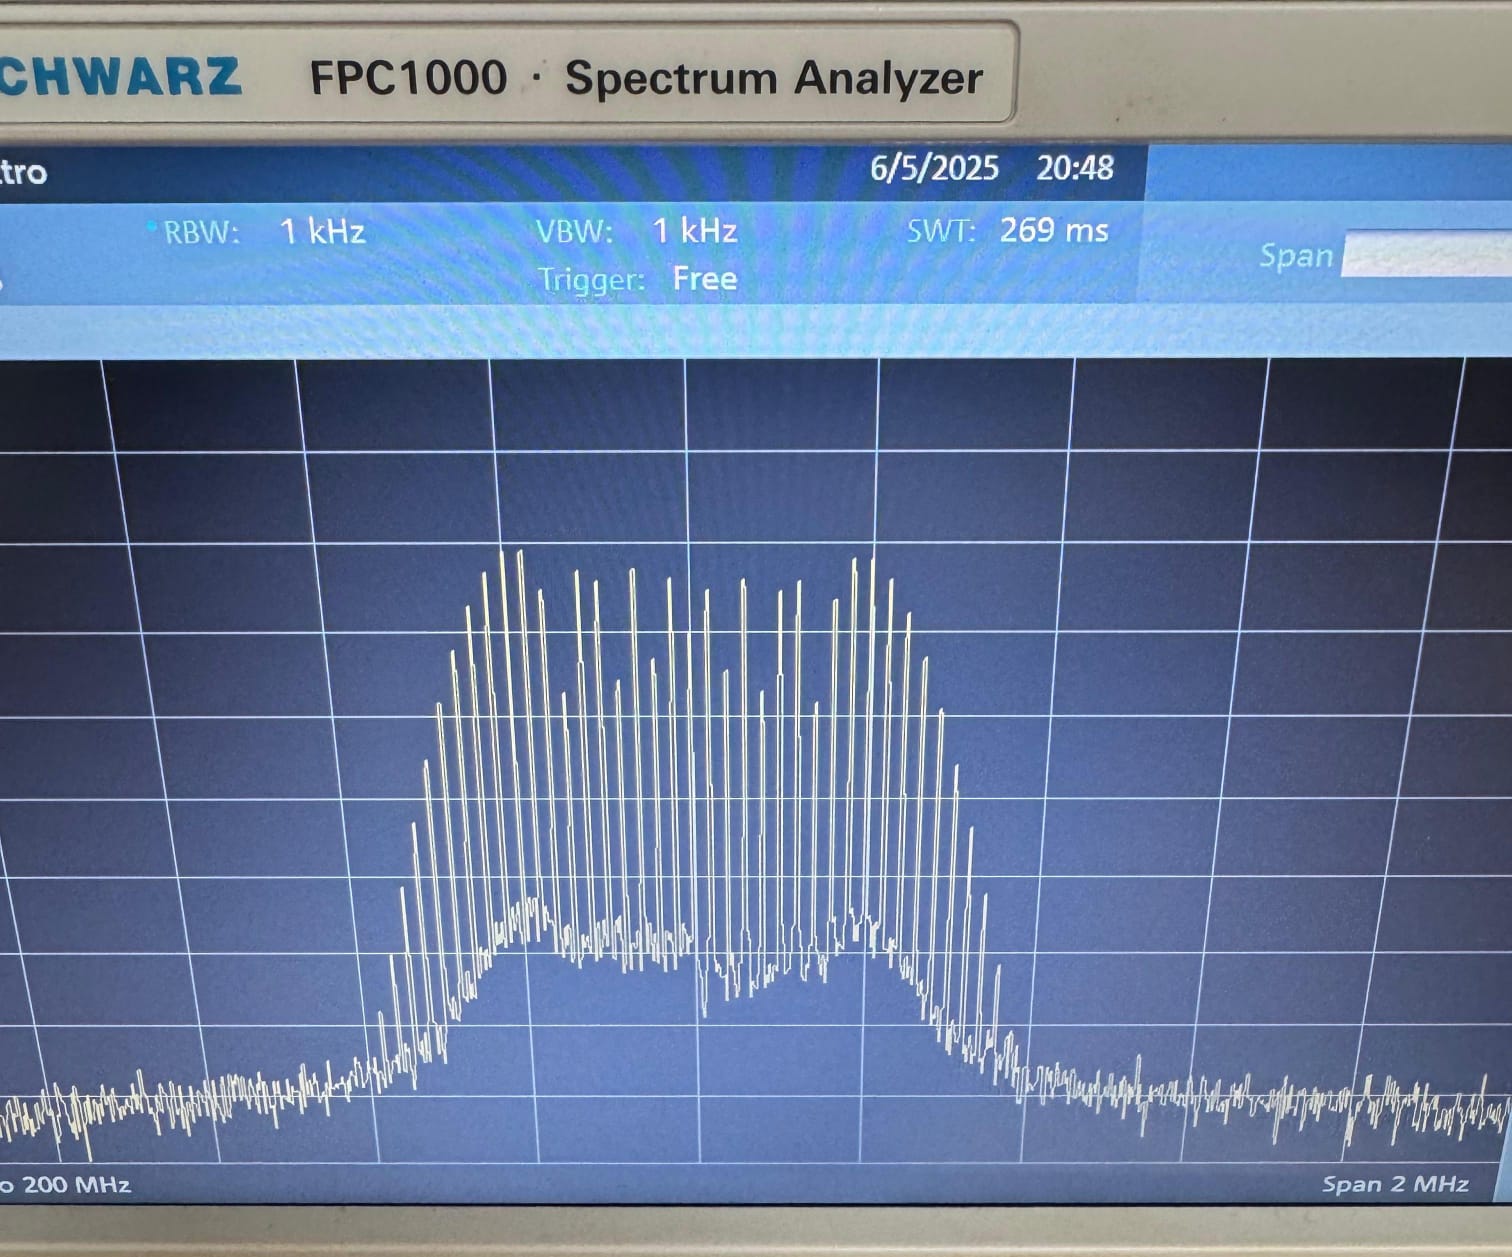 CHWARZ FPC1000 · Spectrum Analyzer
tro 6/5/2025 20:48
RBW: 1 kHz VBW: 1 kHz SWT: 269 ms
Trigger: Free
Span
o 200 MHz Span 2 MHz